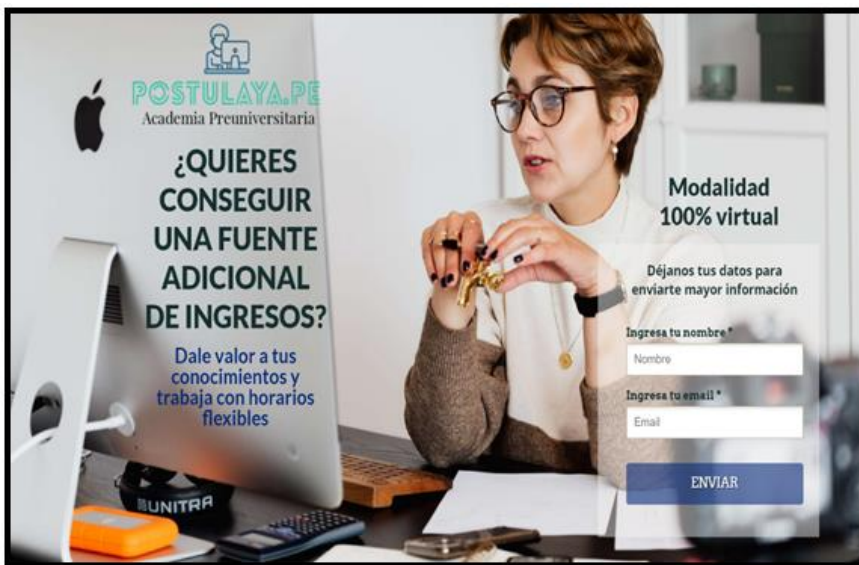 POSTULAYA.PE
Academia Preuniversitaria
¿QUIERES
CONSEGUIR
UNA FUENTE
ADICIONAL
DE INGRESOS?
Dale valor a tus
conocimientos y
trabaja con horarios
flexibles
UNITRA
Modalidad
100% virtual
Déjanos tus datos para
enviarte mayor información
Ingresa tu nombre *
Nombre
Ingresa tu email *
Email
ENVIAR